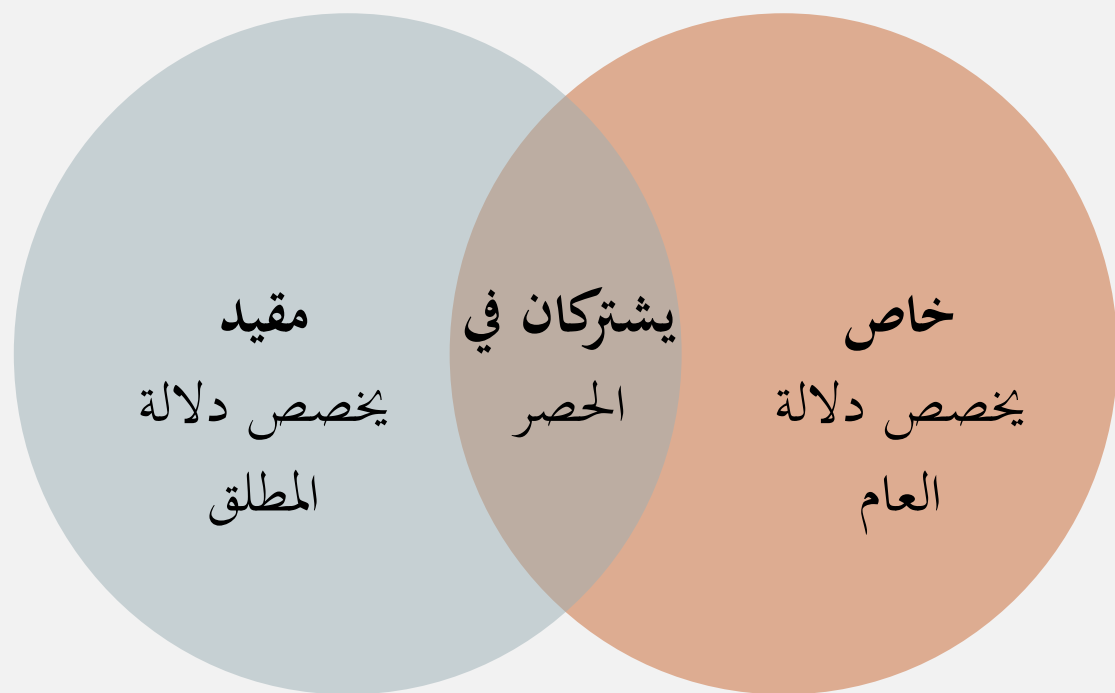 خاص
يخصص دلالة
العام
يشتركان في
الحصر
مقيد
يخصص دلالة
المطلق